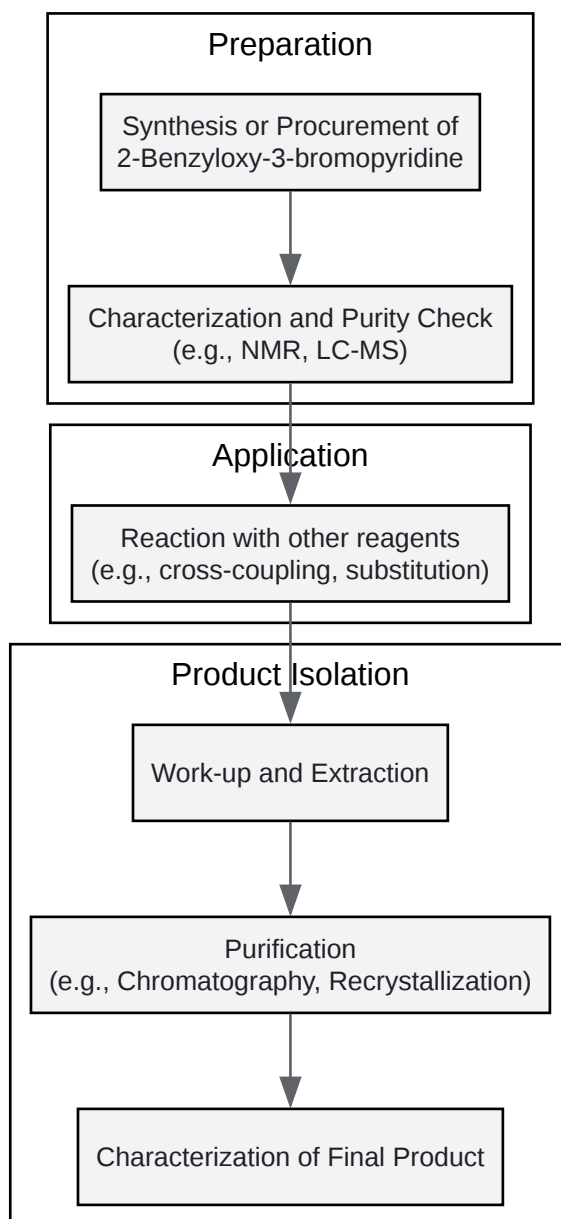 Preparation
Synthesis or Procurement of
2-Benzyloxy-3-bromopyridine
Characterization and Purity Check
(e.g., NMR, LC-MS)
Application
Reaction with other reagents
(e.g., cross-coupling, substitution)
Product Isolation
Work-up and Extraction
Purification
(e.g., Chromatography, Recrystallization)
Characterization of Final Product